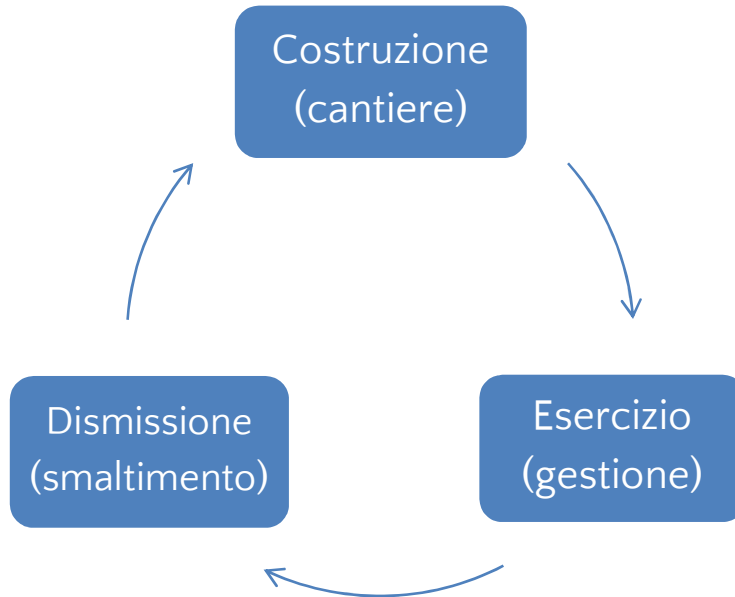 Costruzione
(cantiere)
Esercizio
(gestione)
Dismissione
(smaltimento)